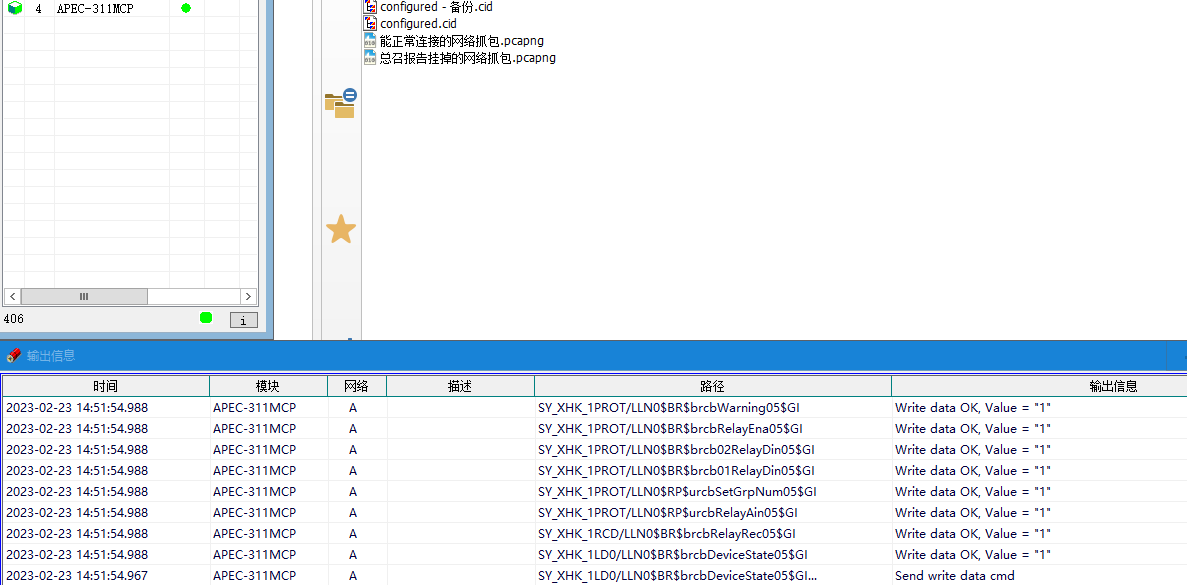 4 APEC-311MCP
configured - 备份.cid
configured.cid
能正常连接的网络抓包.pcapng
总召报告挂掉的网络抓包.pcapng
406
i
输出信息
时间 模块 网络 描述 路径 输出信息
2023-02-23 14:51:54.988 APEC-311MCP A SY_XHK_1PROT/LLN0$BR$brcbWarning05$GI Write data OK, Value = "1"
2023-02-23 14:51:54.988 APEC-311MCP A SY_XHK_1PROT/LLN0$BR$brcbRelayEna05$GI Write data OK, Value = "1"
2023-02-23 14:51:54.988 APEC-311MCP A SY_XHK_1PROT/LLN0$BR$brcb02RelayDin05$GI Write data OK, Value = "1"
2023-02-23 14:51:54.988 APEC-311MCP A SY_XHK_1PROT/LLN0$BR$brcb01RelayDin05$GI Write data OK, Value = "1"
2023-02-23 14:51:54.988 APEC-311MCP A SY_XHK_1PROT/LLN0$RP$urcbSetGrpNum05$GI Write data OK, Value = "1"
2023-02-23 14:51:54.988 APEC-311MCP A SY_XHK_1PROT/LLN0$RP$urcbRelayAin05$GI Write data OK, Value = "1"
2023-02-23 14:51:54.988 APEC-311MCP A SY_XHK_1RCD/LLN0$BR$brcbRelayRec05$GI Write data OK, Value = "1"
2023-02-23 14:51:54.988 APEC-311MCP A SY_XHK_1LD0/LLN0$BR$brcbDeviceState05$GI Write data OK, Value = "1"
2023-02-23 14:51:54.967 APEC-311MCP A SY_XHK_1LD0/LLN0$BR$brcbDeviceState05$GI... Send write data cmd